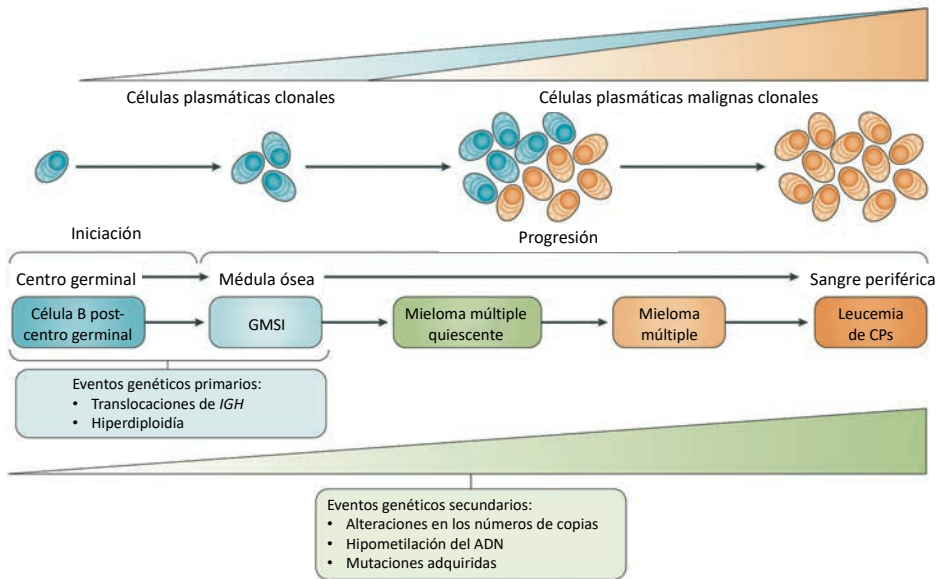 Células plasmáticas clonales
Células plasmáticas malignas clonales
Iniciación
Progresión
Centro germinal
Médula ósea
Sangre periférica
Célula B post-
centro germinal
GMSI
Mieloma múltiple
quiescente
Mieloma
múltiple
Leucemia
de CPs
Eventos genéticos primarios:
• Translocaciones de IGH
• Hiperdiploidía
Eventos genéticos secundarios:
• Alteraciones en los números de copias
• Hipometilación del ADN
• Mutaciones adquiridas